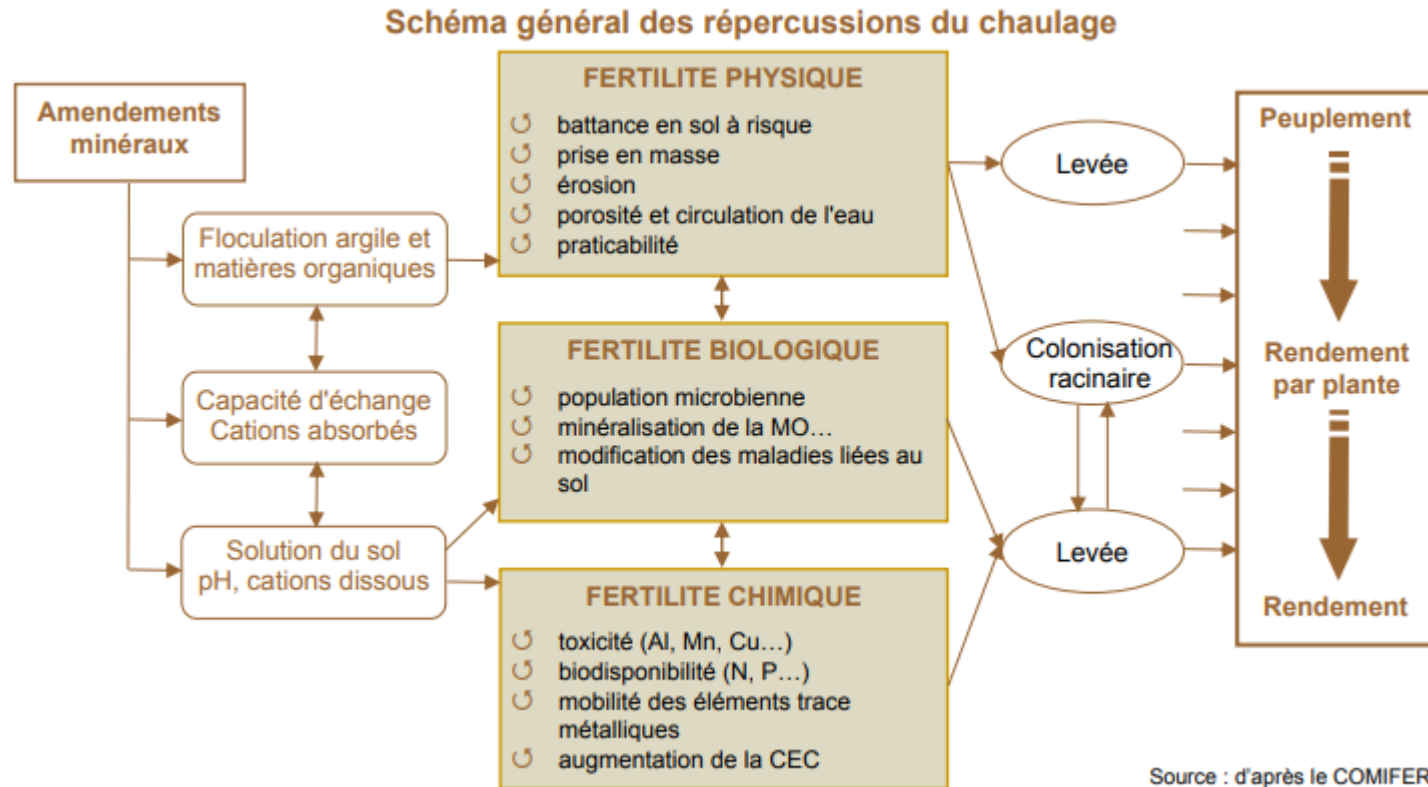 Schéma général des répercussions du chaulage
Amendements
minéraux
Floculation argile et
matières organiques
Capacité d'échange
Cations absorbés
Solution du sol
pH, cations dissous
FERTILITE PHYSIQUE
battance en sol à risque
prise en masse
érosion
porosité et circulation de l'eau
praticabilité
FERTILITE BIOLOGIQUE
population microbienne
minéralisation de la MO…
modification des maladies liées au
sol
FERTILITE CHIMIQUE
toxicité (Al, Mn, Cu…)
biodisponibilité (N, P…)
mobilité des éléments trace
métalliques
augmentation de la CEC
Levée
Colonisation
racinaire
Levée
Peuplement
Rendement
par plante
Rendement
Source : d'après le COMIFER